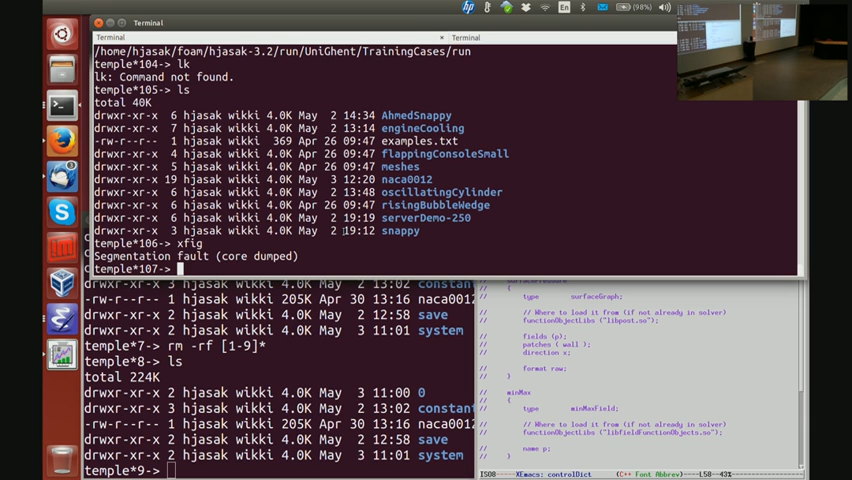 (98%)
En
Terminal
Terminal × Terminal
/home/hjasak/foam/hjasak-3.2/run/UniGhent/TrainingCases/run
temple*104-> lk
lk: Command not found.
temple*105-> ls
total 40K
drwxr-xr-x 6 hjasak wikki 4.0K May 2 14:34 AhmedSnappy
drwxr-xr-x 7 hjasak wikki 4.0K May 2 13:14 engineCooling
-rw-r--r-- 1 hjasak wikki 369 Apr 26 09:47 examples.txt
drwxr-xr-x 4 hjasak wikki 4.0K Apr 26 09:47 flappingConsoleSmall
drwxr-xr-x 5 hjasak wikki 4.0K Apr 26 09:47 meshes
drwxr-xr-x 19 hjasak wikki 4.0K May 3 12:20 naca0012
drwxr-xr-x 6 hjasak wikki 4.0K May 2 13:48 oscillatingCylinder
drwxr-xr-x 6 hjasak wikki 4.0K Apr 26 09:47 risingBubbleWedge
drwxr-xr-x 6 hjasak wikki 4.0K May 2 19:19 serverDemo-250
drwxr-xr-x 3 hjasak wikki 4.0K May 2 19:12 snappy
temple*106-> xfig
Segmentation fault (core dumped)
temple*107->
drwxr-xr-x 3 hjasak wikki 4.0K May 2 13:02 constan
-rw-r--r-- 1 hjasak wikki 205K Apr 30 13:16 naca001
drwxr-xr-x 2 hjasak wikki 4.0K May 2 12:58 save
drwxr-xr-x 2 hjasak wikki 4.0K May 3 11:01 system
temple*7-> rm -rf [1-9]*
temple*8-> ls
total 224K
drwxr-xr-x 2 hjasak wikki 4.0K May 3 11:00 0
drwxr-xr-x 3 hjasak wikki 4.0K May 2 13:02 constan
-rw-r--r-- 1 hjasak wikki 205K Apr 30 13:16 naca001
drwxr-xr-x 2 hjasak wikki 4.0K May 2 12:58 save
drwxr-xr-x 2 hjasak wikki 4.0K May 3 11:01 system
temple*9->
// {
// type surfaceGraph;
//
// // Where to load it from (if not already in solver)
// functionObjectLibs ("libpost.so");
//
// fields (p);
// patches ( wall );
// direction x;
//
// format raw;
// }
//
// minMax
// {
// type minMaxField;
//
// // Where to load it from (if not already in solver)
// functionObjectLibs ("libfieldFunctionObjects.so");
//
// name p;
// }
ISO8-----XEmacs: controlDict (C++ Font Abbrev)----L58--43%